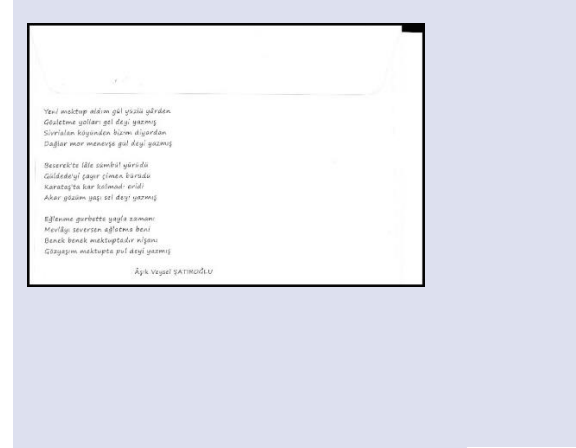 Yeni mektup aldım gül yüzlü yârden
Gözletme yolları gel deyi yazmış
Sivralan köyünden bizim diyardan
Dağlar mor menevşe gül deyi yazmış
Beserek'te lâle sümbül yürüdü
Güldede'yi çayır çimen bürüdü
Karataş'ta kar kalmadı eridi
Akar gözüm yaşı sel deyi yazmış
Eğlenme gurbette yayla zamanı
Mevlâyı seversen ağlatma beni
Benek benek mektuptadır nişanı
Gözyaşım mektupta pul deyi yazmış
Âşık Veysel ŞATIROĞLU